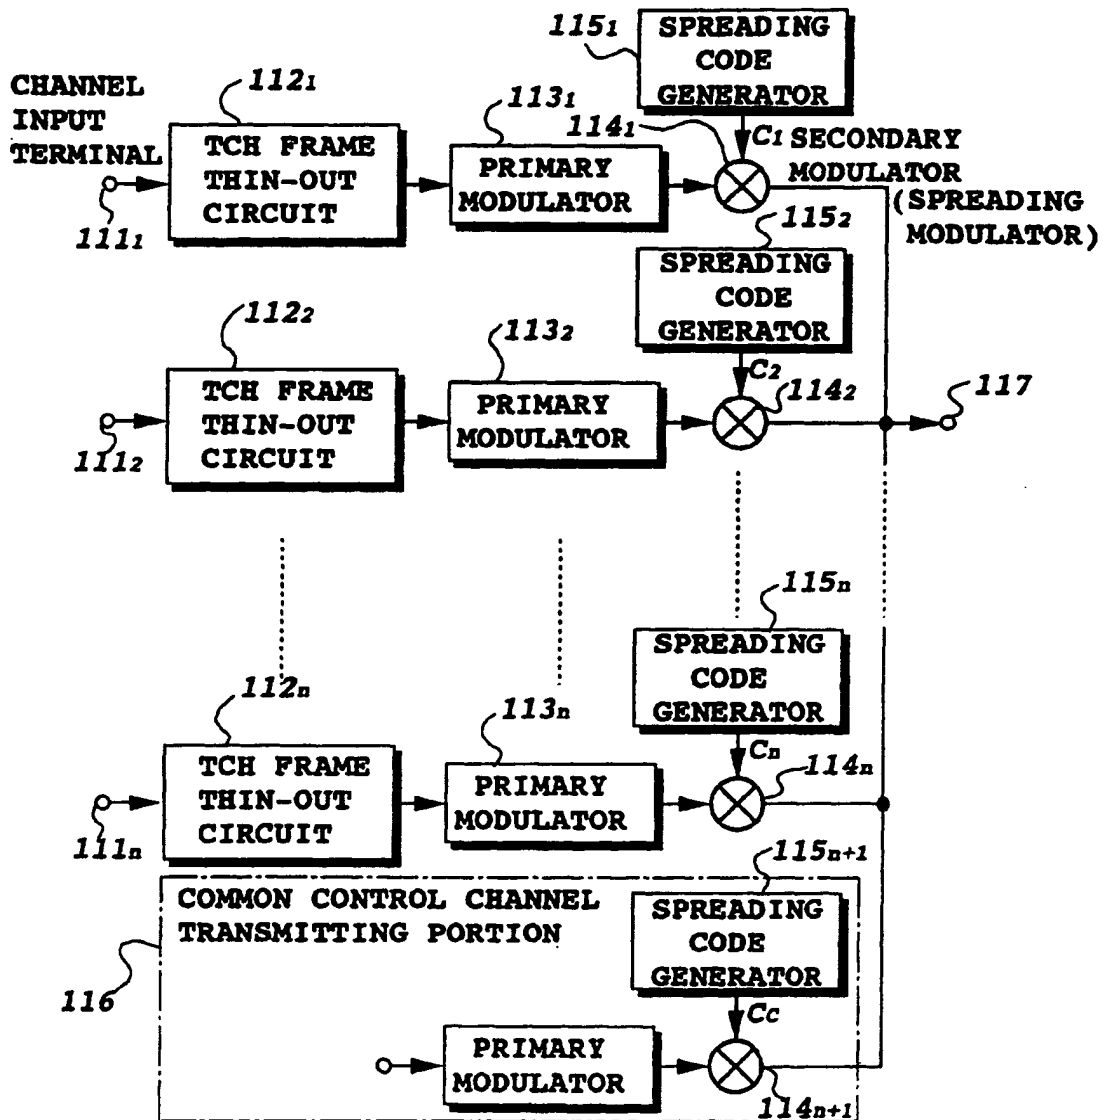 115₁
SPREADING
CODE
GENERATOR
CHANNEL
INPUT
TERMINAL
112₁
TCH FRAME
THIN-OUT
CIRCUIT
113₁
PRIMARY
MODULATOR
114₁
C₁
SECONDARY
MODULATOR
(SPREADING
MODULATOR)
111₁
115₂
SPREADING
CODE
GENERATOR
112₂
TCH FRAME
THIN-OUT
CIRCUIT
113₂
PRIMARY
MODULATOR
C₂
114₂
117
111₂
115n
SPREADING
CODE
GENERATOR
112n
TCH FRAME
THIN-OUT
CIRCUIT
113n
PRIMARY
MODULATOR
Cn
114n
111n
115n+1
COMMON CONTROL CHANNEL
TRANSMITTING PORTION
SPREADING
CODE
GENERATOR
116
Cc
PRIMARY
MODULATOR
114n+1